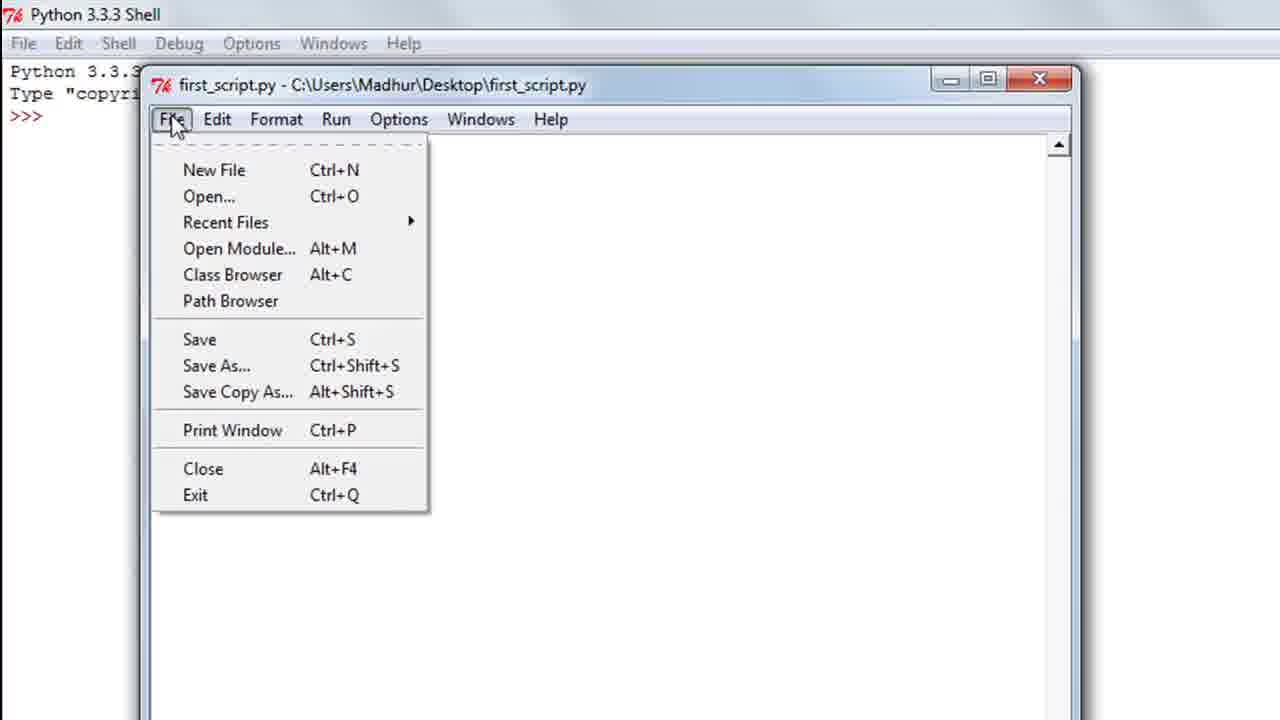 Python 3.3.3 Shell
File Edit Shell Debug Options Windows Help
Python 3.3.3
Type "copyri
>>>
first_script.py - C:\Users\Madhur\Desktop\first_script.py
File Edit Format Run Options Windows Help
New File Ctrl+N
Open... Ctrl+O
Recent Files
Open Module... Alt+M
Class Browser Alt+C
Path Browser
Save Ctrl+S
Save As... Ctrl+Shift+S
Save Copy As... Alt+Shift+S
Print Window Ctrl+P
Close Alt+F4
Exit Ctrl+Q